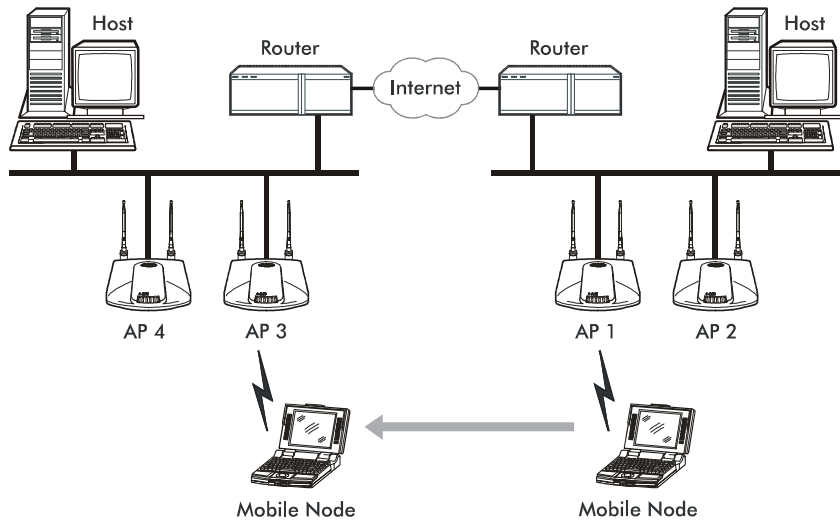 Host
Host
Router
Router
Internet
AP 4
AP 3
AP 1
AP 2
Mobile Node
Mobile Node